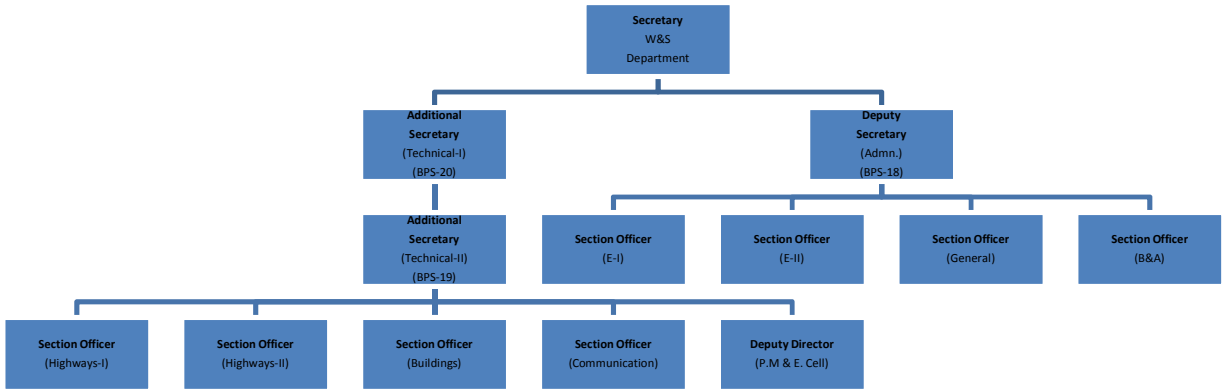 Secretary
W&S
Department
Additional
Secretary
(Technical-I)
(BPS-20)
Deputy
Secretary
(Admn.)
(BPS-18)
Additional
Secretary
(Technical-II)
(BPS-19)
Section Officer
(E-I)
Section Officer
(E-II)
Section Officer
(General)
Section Officer
(B&A)
Section Officer
(Highways-I)
Section Officer
(Highways-II)
Section Officer
(Buildings)
Section Officer
(Communication)
Deputy Director
(P.M & E. Cell)